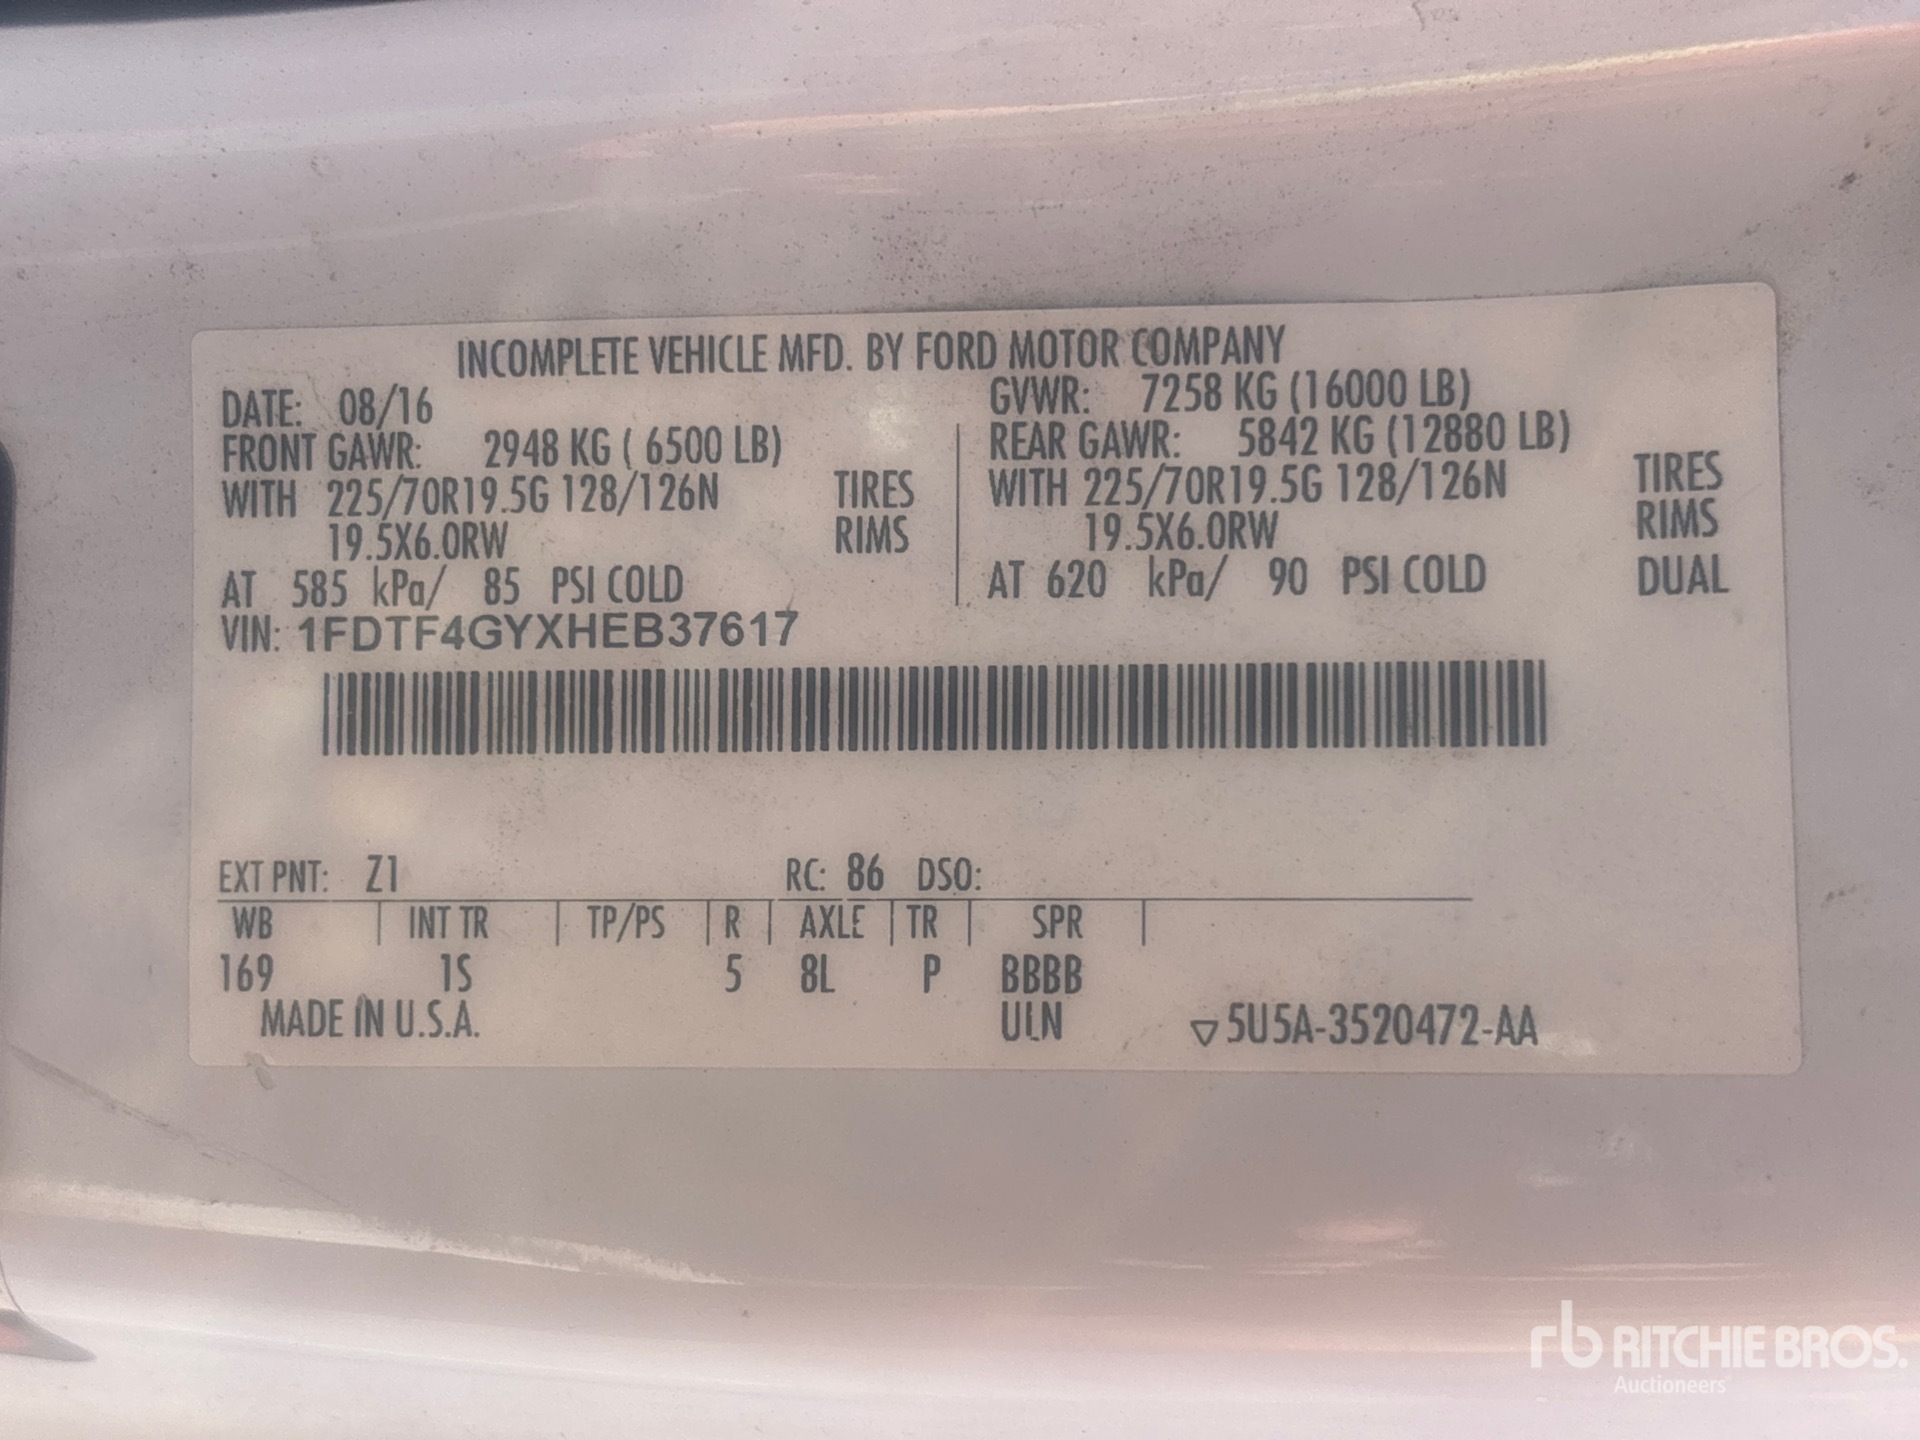 INCOMPLETE VEHICLE MFD. BY FORD MOTOR COMPANY
DATE: 08/16 GVWR: 7258 KG (16000 LB)
FRONT GAWR: 2948 KG ( 6500 LB) REAR GAWR: 5842 KG (12880 LB)
WITH 225/70R19.5G 128/126N TIRES WITH 225/70R19.5G 128/126N TIRES
19.5X6.0RW RIMS 19.5X6.0RW RIMS
AT 585 kPa/ 85 PSI COLD AT 620 kPa/ 90 PSI COLD DUAL
VIN: 1FDTF4GYXHEB37617
EXT PNT: Z1 RC: 86 DSO:
WB | INT TR | TP/PS | R | AXLE | TR | SPR |
169 1S 5 8L P BBBB
MADE IN U.S.A. ULN ▽5U5A-3520472-AA
rb RITCHIE BROS.
Auctioneers